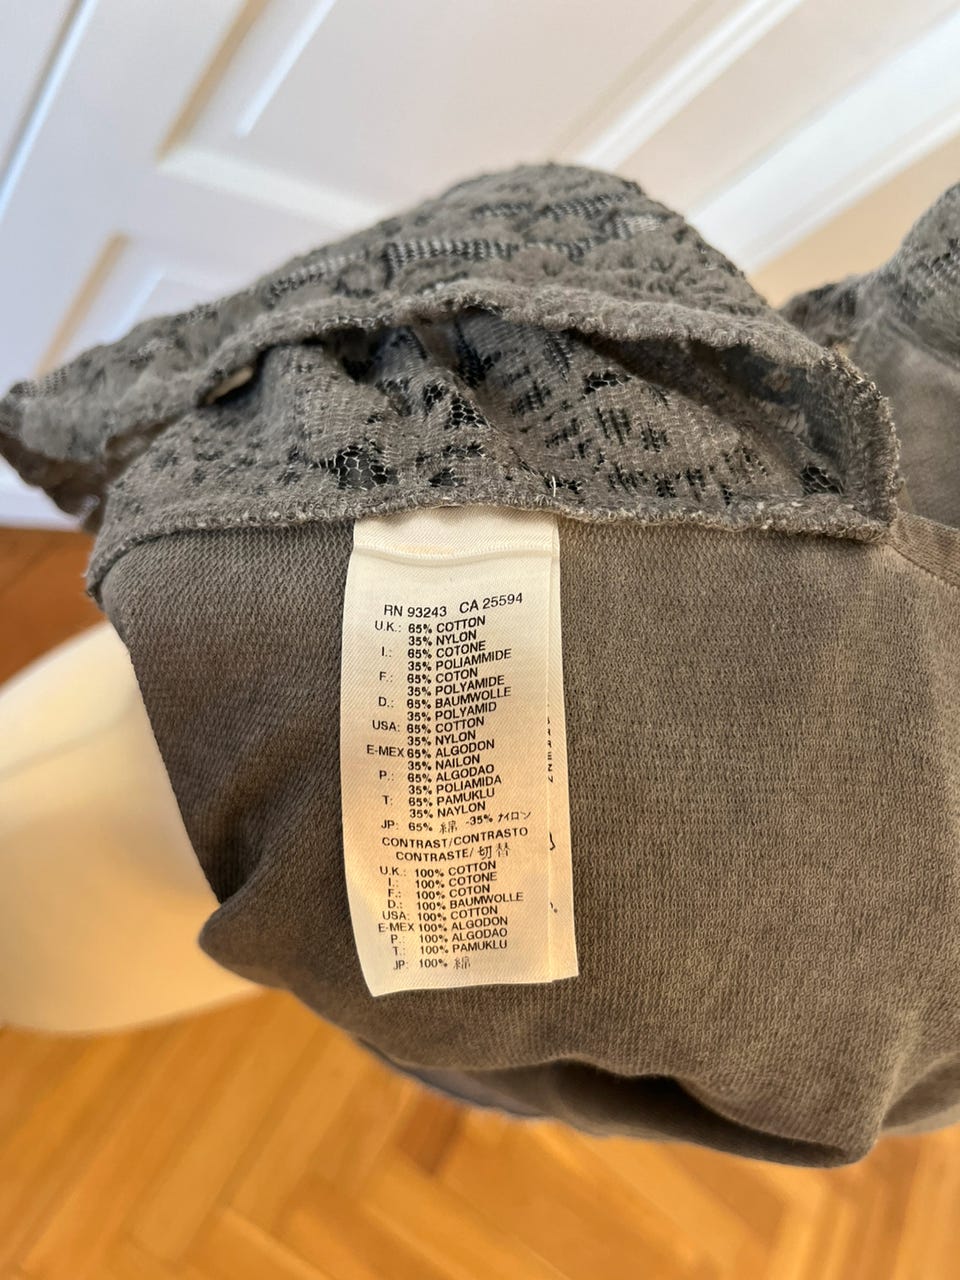 RN 93243 CA 25594
U.K.: 65% COTTON
35% NYLON
I.: 65% COTONE
35% POLIAMMIDE
F.: 65% COTON
35% POLYAMIDE
D.: 65% BAUMWOLLE
35% POLYAMID
USA: 65% COTTON
35% NYLON
E-MEX 65% ALGODON
35% NAILON
P.: 65% ALGODAO
35% POLIAMIDA
T: 65% PAMUKLU
35% NAYLON
JP: 65% 綿 -35% ナイロン
CONTRAST/CONTRASTO
CONTRASTE/ 切替
U.K.: 100% COTTON
I.: 100% COTONE
F.: 100% COTON
D.: 100% BAUMWOLLE
USA: 100% COTTON
E-MEX 100% ALGODON
P.: 100% ALGODAO
T.: 100% PAMUKLU
JP: 100% 綿